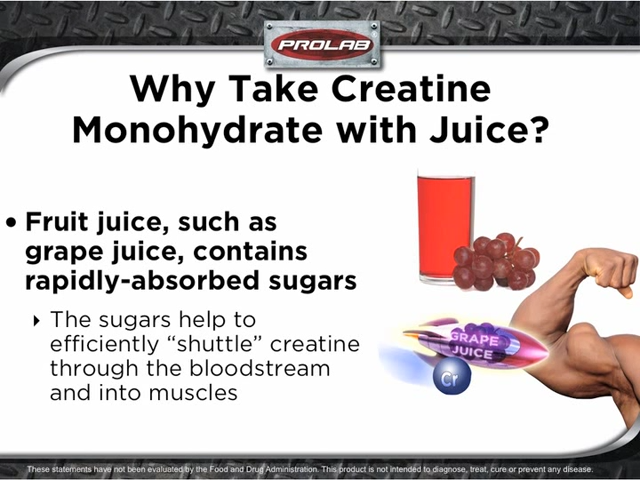 PROLAB
Why Take Creatine
Monohydrate with Juice?
• Fruit juice, such as
grape juice, contains
rapidly-absorbed sugars
The sugars help to
efficiently “shuttle” creatine
through the bloodstream
and into muscles
GRAPE
JUICE
Cr
These statements have not been evaluated by the Food and Drug Administration. This product is not intended to diagnose, treat, cure or prevent any disease.